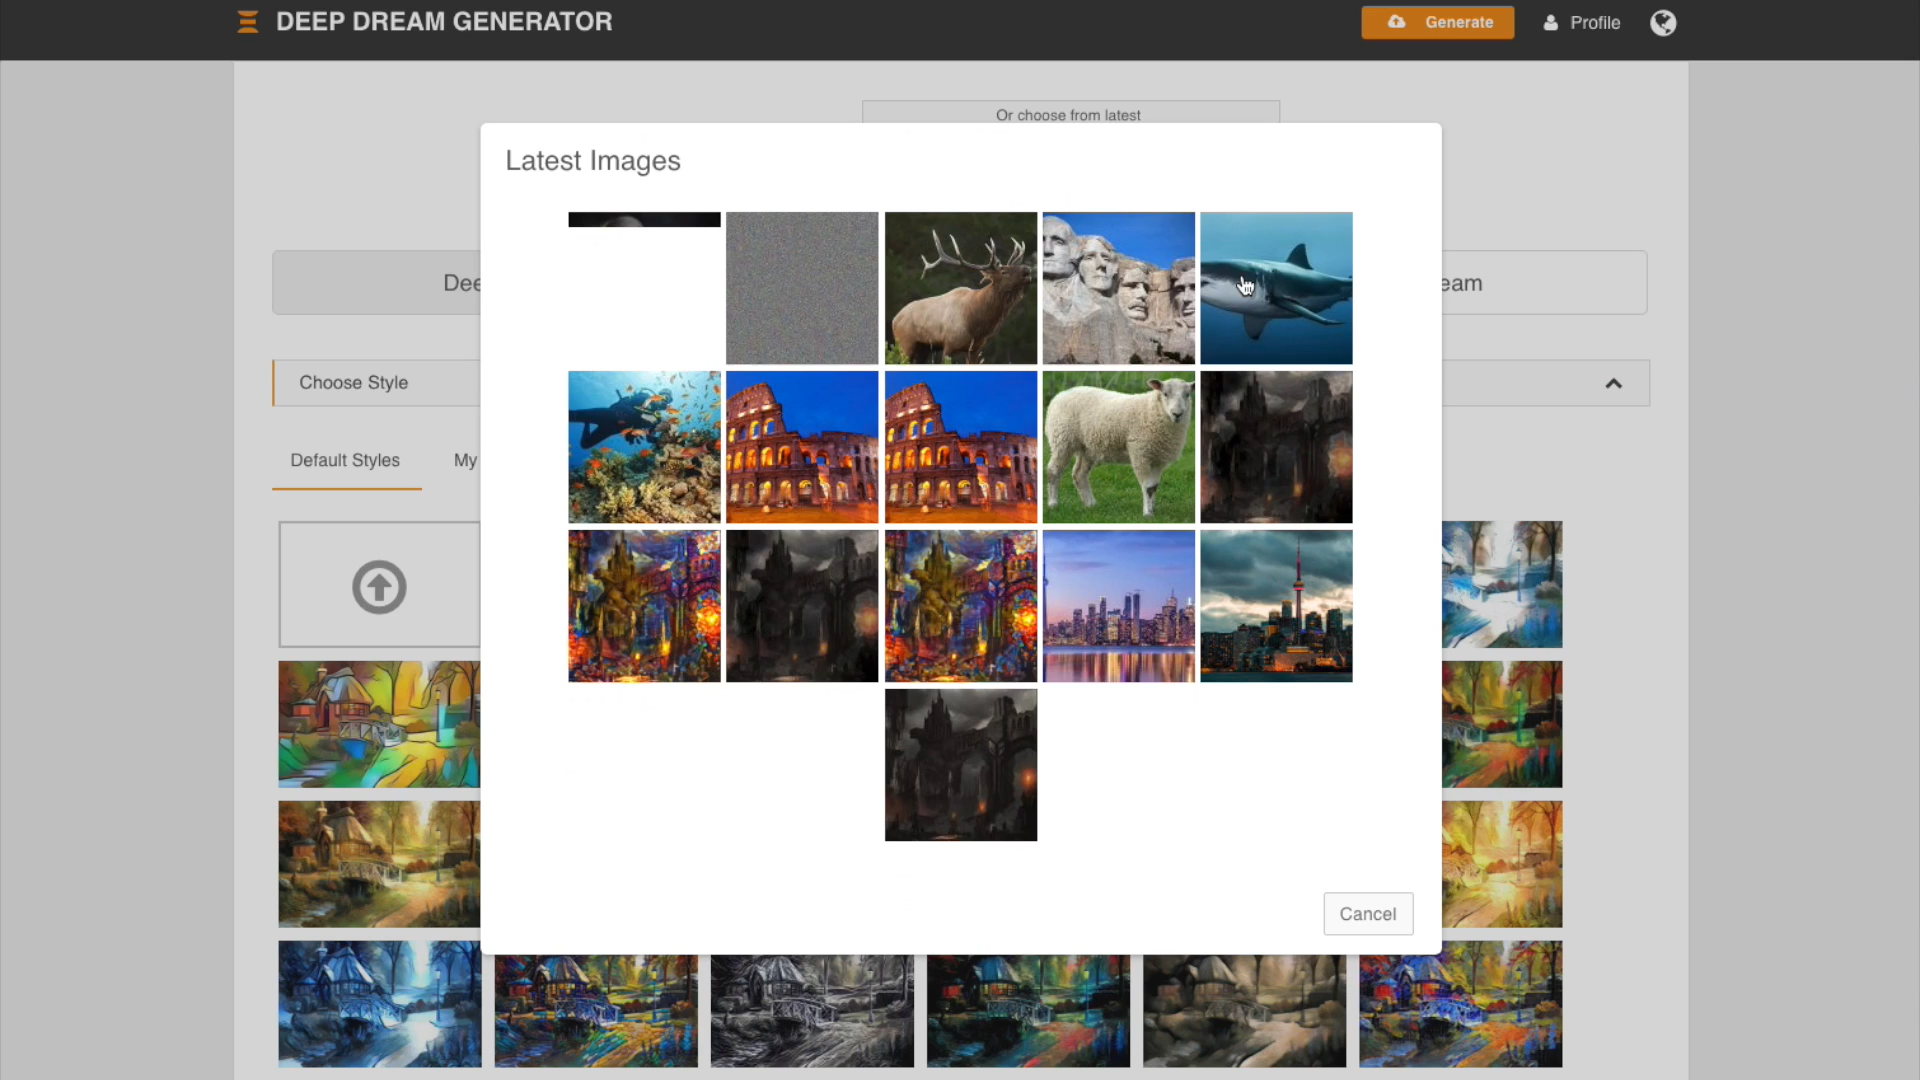 DEEP DREAM GENERATOR
Generate
Profile
Or choose from latest
Latest Images
Dee
eam
Choose Style
Default Styles
My
Cancel